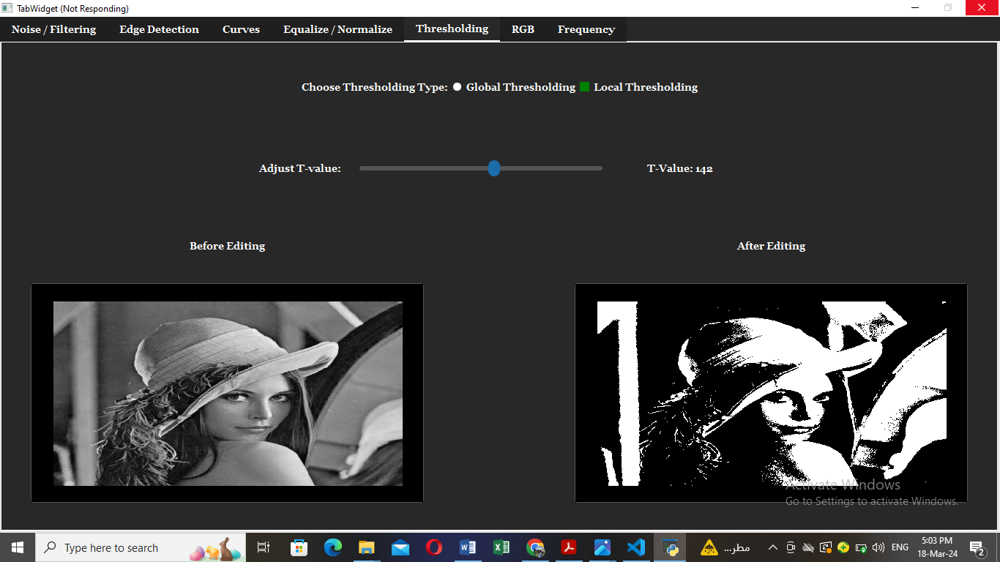 TabWidget (Not Responding)
Noise / Filtering Edge Detection Curves Equalize / Normalize Thresholding RGB Frequency
Choose Thresholding Type: Global Thresholding Local Thresholding
Adjust T-value: T-Value: 142
Before Editing After Editing
Activate Windows
Go to Settings to activate Windows.
Type here to search مطر... ENG 5:03 PM
18-Mar-24 2